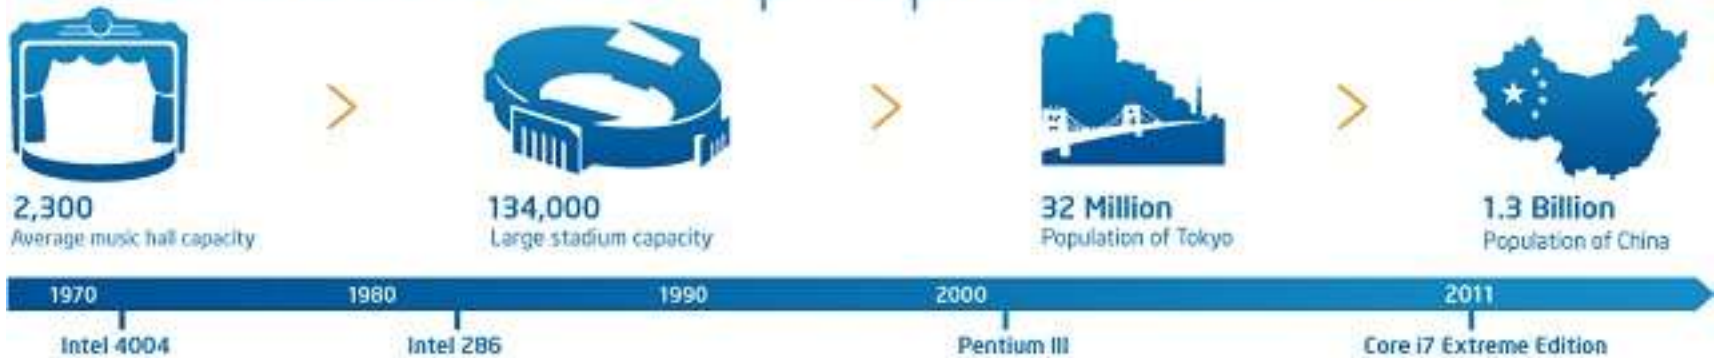 2,300
Average music hall capacity
134,000
Large stadium capacity
32 Million
Population of Tokyo
1.3 Billion
Population of China
1970 1980 1990 2000 2011
Intel 4004 Intel 286 Pentium III Core i7 Extreme Edition